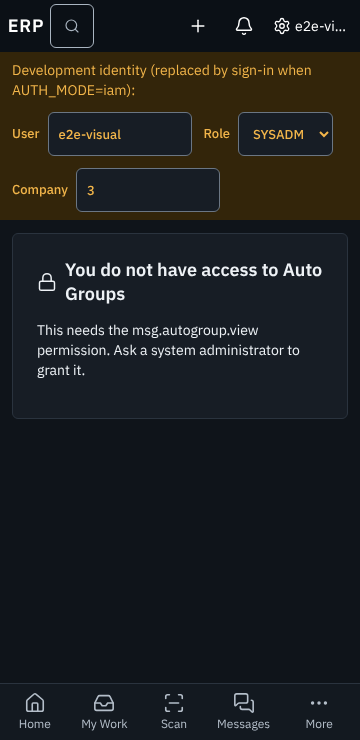 ERP
e2e-vi...
Development identity (replaced by sign-in when
AUTH_MODE=iam):
User
e2e-visual
Role
SYSADM
Company
3
You do not have access to Auto
Groups
This needs the msg.autogroup.view
permission. Ask a system administrator to
grant it.
Home
My Work
Scan
Messages
More